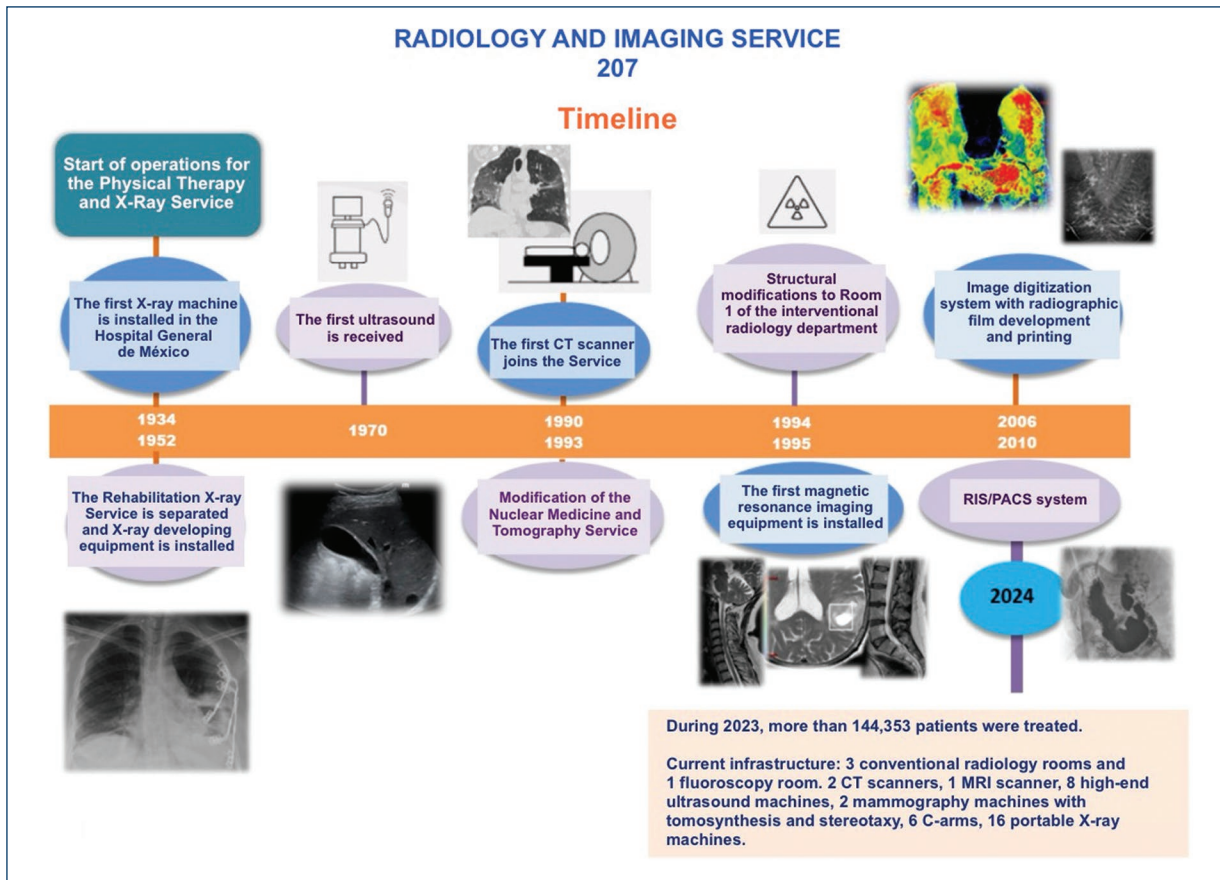 RADIOLOGY AND IMAGING SERVICE
207
Timeline
Start of operations for
the Physical Therapy
and X-Ray Service
The first X-ray machine
is installed in the
Hospital General
de México
The first ultrasound
is received
The first CT scanner
joins the Service
Structural
modifications to Room
1 of the interventional
radiology department
Image digitization
system with radiographic
film development
and printing
1934
1952
1970
1990
1993
1994
1995
2006
2010
The Rehabilitation X-ray
Service is separated
and X-ray developing
equipment is installed
Modification of the
Nuclear Medicine and
Tomography Service
The first magnetic
resonance imaging
equipment is installed
RIS/PACS system
2024
During 2023, more than 144,353 patients were treated.
Current infrastructure: 3 conventional radiology rooms and
1 fluoroscopy room. 2 CT scanners, 1 MRI scanner, 8 high-end
ultrasound machines, 2 mammography machines with
tomosynthesis and stereotaxy, 6 C-arms, 16 portable X-ray
machines.